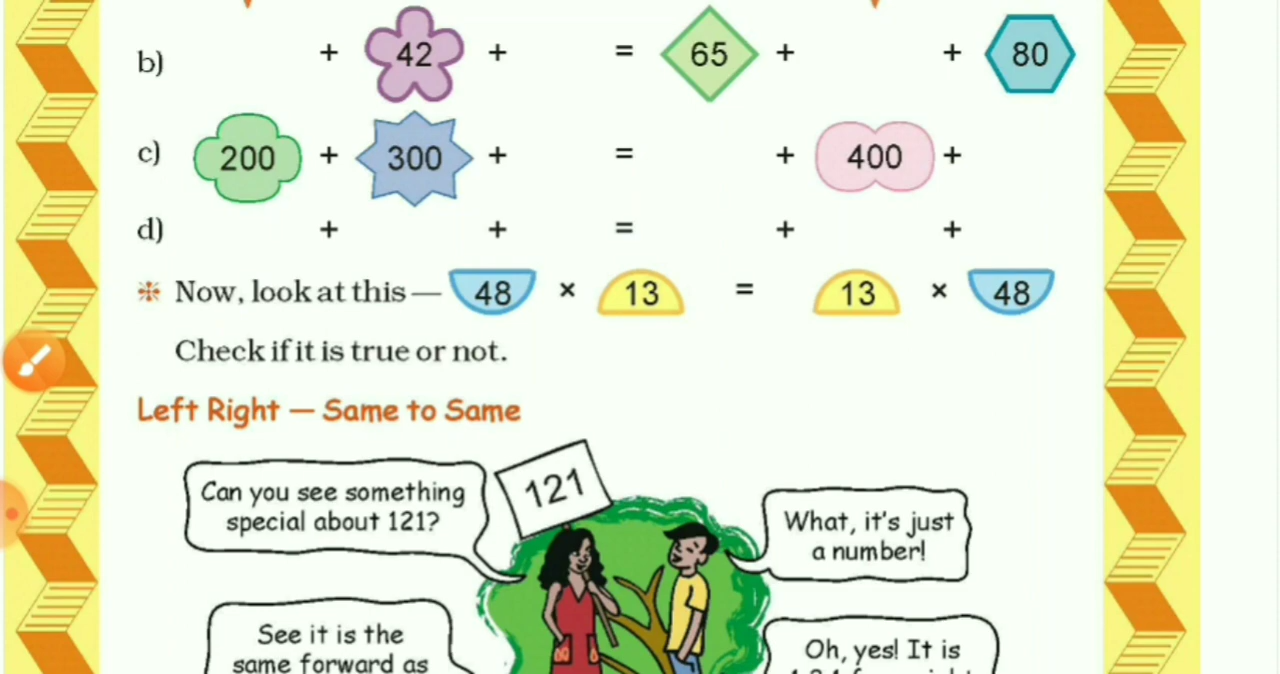 b) + 42 + = 65 + + 80
c) 200 + 300 + = + 400 +
d) + + = + +
Now, look at this — 48 × 13 = 13 × 48
Check if it is true or not.
Left Right — Same to Same
121
Can you see something
special about 121?
What, it's just
a number!
See it is the
same forward as
Oh, yes! It is